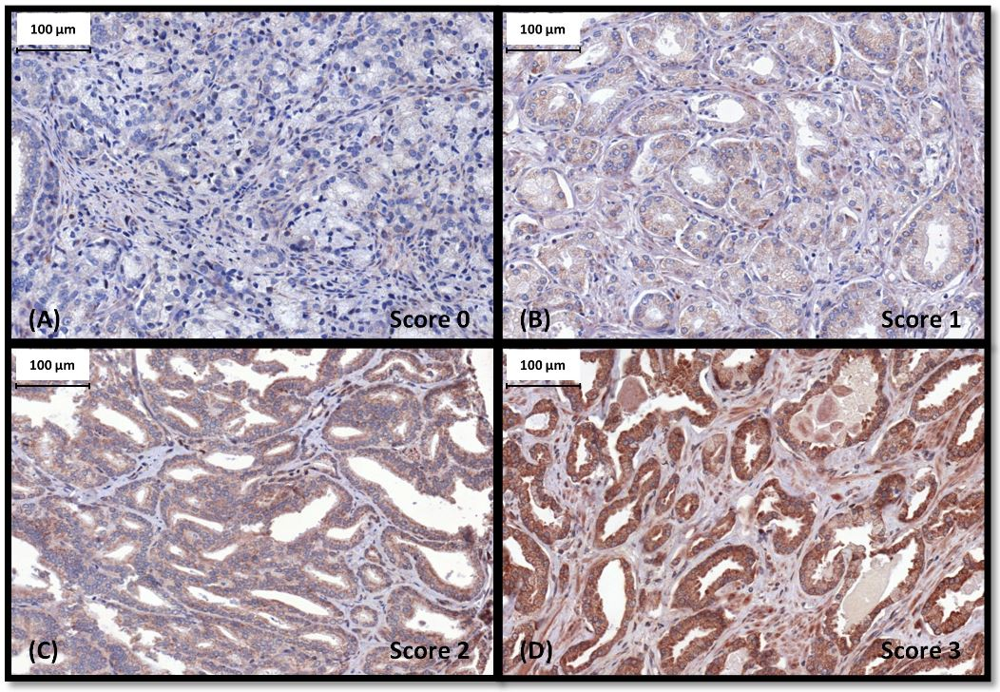 100 µm
100 µm
(A)
Score 0
(B)
Score 1
100 µm
100 µm
(C)
Score 2
(D)
Score 3